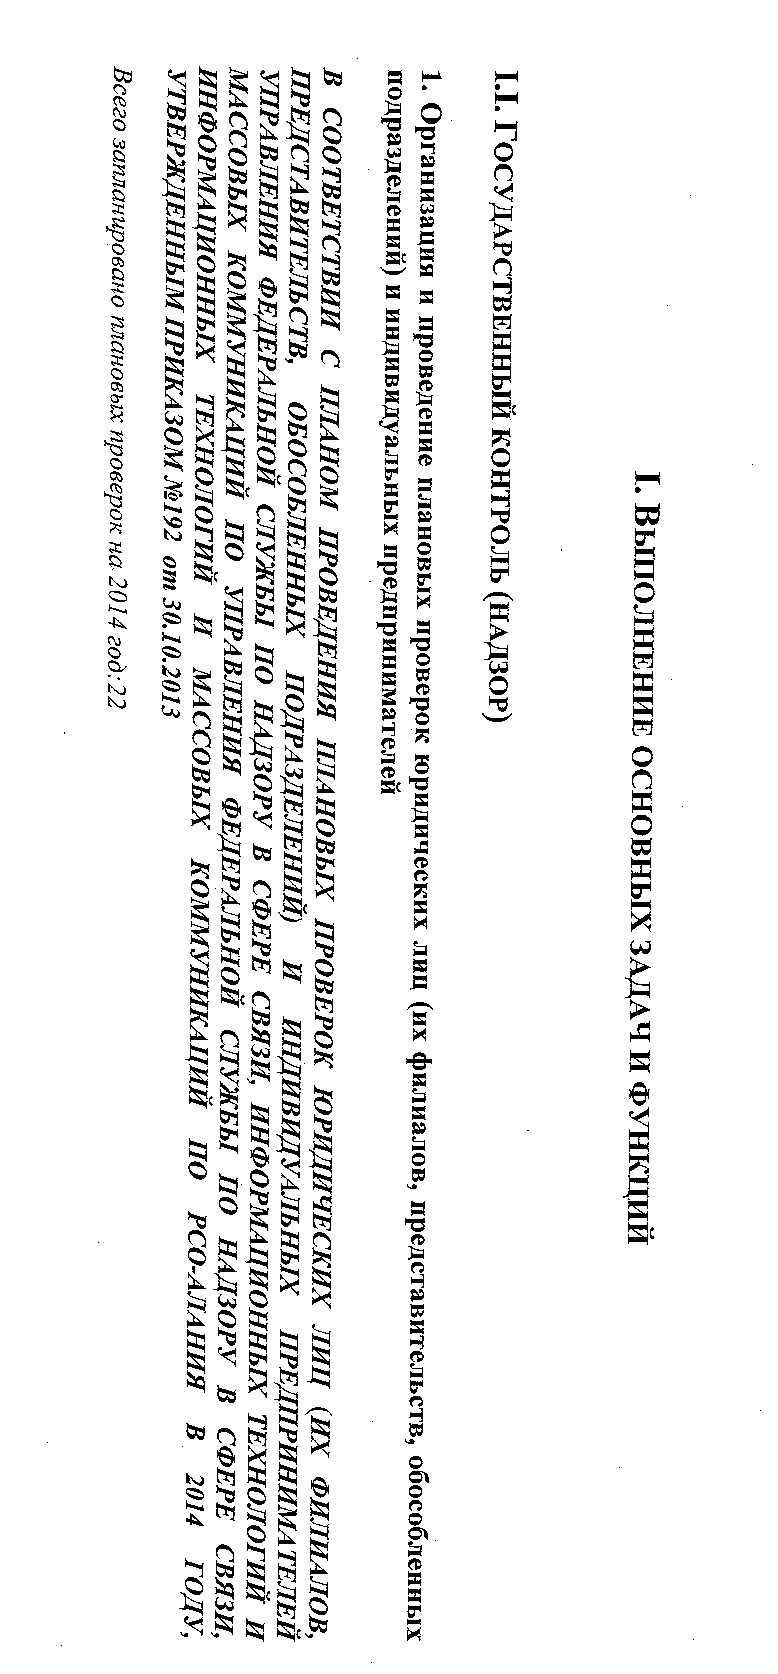 I. ВЫПОЛНЕНИЕ ОСНОВНЫХ ЗАДАЧ И ФУНКЦИЙ
I.I. ГОСУДАРСТВЕННЫЙ КОНТРОЛЬ (НАДЗОР)
1. Организация и проведение плановых проверок юридических лиц (их филиалов, представительств, обособленных
подразделений) и индивидуальных предпринимателей
В СООТВЕТСТВИИ С ПЛАНОМ ПРОВЕДЕНИЯ ПЛАНОВЫХ ПРОВЕРОК ЮРИДИЧЕСКИХ ЛИЦ (ИХ ФИЛИАЛОВ,
ПРЕДСТАВИТЕЛЬСТВ, ОБОСОБЛЕННЫХ ПОДРАЗДЕЛЕНИЙ) И ИНДИВИДУАЛЬНЫХ ПРЕДПРИНИМАТЕЛЕЙ
УПРАВЛЕНИЯ ФЕДЕРАЛЬНОЙ СЛУЖБЫ ПО НАДЗОРУ В СФЕРЕ СВЯЗИ, ИНФОРМАЦИОННЫХ ТЕХНОЛОГИЙ И
МАССОВЫХ КОММУНИКАЦИЙ ПО УПРАВЛЕНИЯ ФЕДЕРАЛЬНОЙ СЛУЖБЫ ПО НАДЗОРУ В СФЕРЕ СВЯЗИ,
ИНФОРМАЦИОННЫХ ТЕХНОЛОГИЙ И МАССОВЫХ КОММУНИКАЦИЙ ПО РСО-АЛАНИЯ В 2014 ГОДУ,
УТВЕРЖДЕННЫМ ПРИКАЗОМ №192 от 30.10.2013
Всего запланировано плановых проверок на 2014 год:22